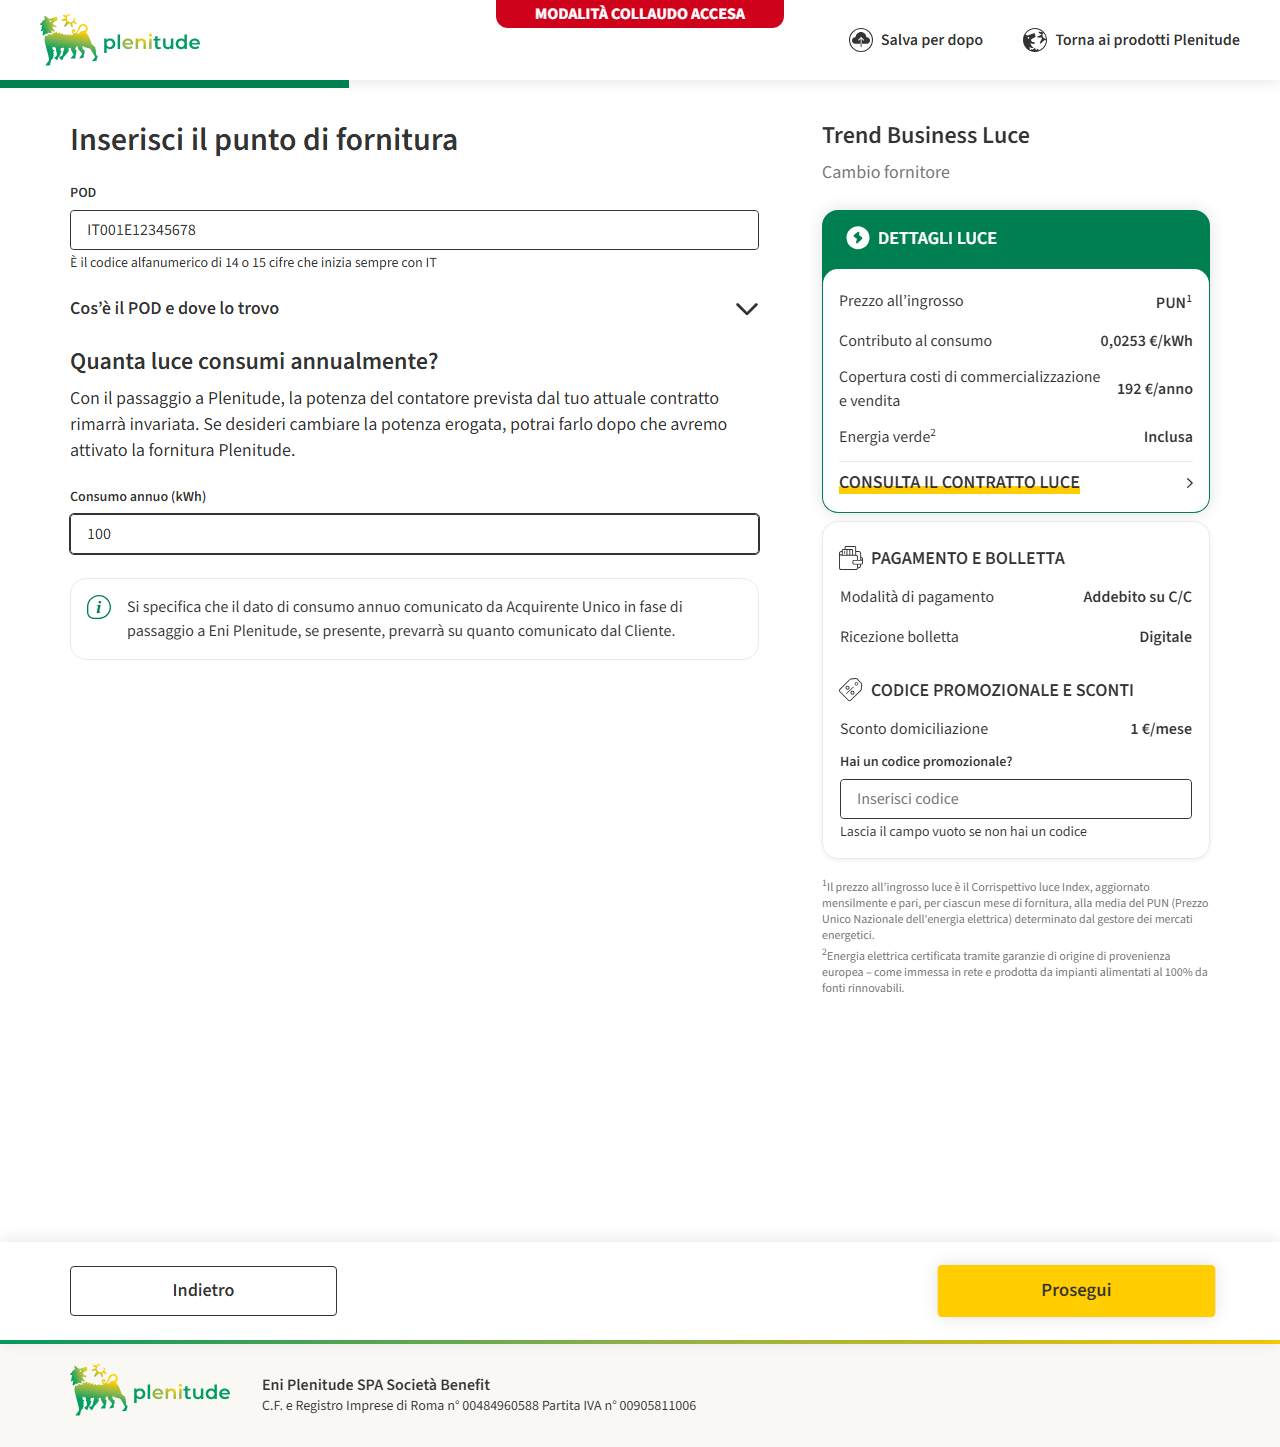 plenitude
MODALITÀ COLLAUDO ACCESA
Salva per dopo
Torna ai prodotti Plenitude
Inserisci il punto di fornitura
POD
IT001E12345678
È il codice alfanumerico di 14 o 15 cifre che inizia sempre con IT
Cos’è il POD e dove lo trovo
Quanta luce consumi annualmente?
Con il passaggio a Plenitude, la potenza del contatore prevista dal tuo attuale contratto
rimarrà invariata. Se desideri cambiare la potenza erogata, potrai farlo dopo che avremo
attivato la fornitura Plenitude.
Consumo annuo (kWh)
100
i
Si specifica che il dato di consumo annuo comunicato da Acquirente Unico in fase di
passaggio a Eni Plenitude, se presente, prevarrà su quanto comunicato dal Cliente.
Trend Business Luce
Cambio fornitore
DETTAGLI LUCE
Prezzo all’ingrosso PUN¹
Contributo al consumo 0,0253 €/kWh
Copertura costi di commercializzazione
e vendita 192 €/anno
Energia verde² Inclusa
CONSULTA IL CONTRATTO LUCE
PAGAMENTO E BOLLETTA
Modalità di pagamento Addebito su C/C
Ricezione bolletta Digitale
CODICE PROMOZIONALE E SCONTI
Sconto domiciliazione 1 €/mese
Hai un codice promozionale?
Inserisci codice
Lascia il campo vuoto se non hai un codice
¹Il prezzo all’ingrosso luce è il Corrispettivo luce Index, aggiornato
mensilmente e pari, per ciascun mese di fornitura, alla media del PUN (Prezzo
Unico Nazionale dell'energia elettrica) determinato dal gestore dei mercati
energetici.
²Energia elettrica certificata tramite garanzie di origine di provenienza
europea – come immessa in rete e prodotta da impianti alimentati al 100% da
fonti rinnovabili.
Indietro
Prosegui
plenitude
Eni Plenitude SPA Società Benefit
C.F. e Registro Imprese di Roma n° 00484960588 Partita IVA n° 00905811006